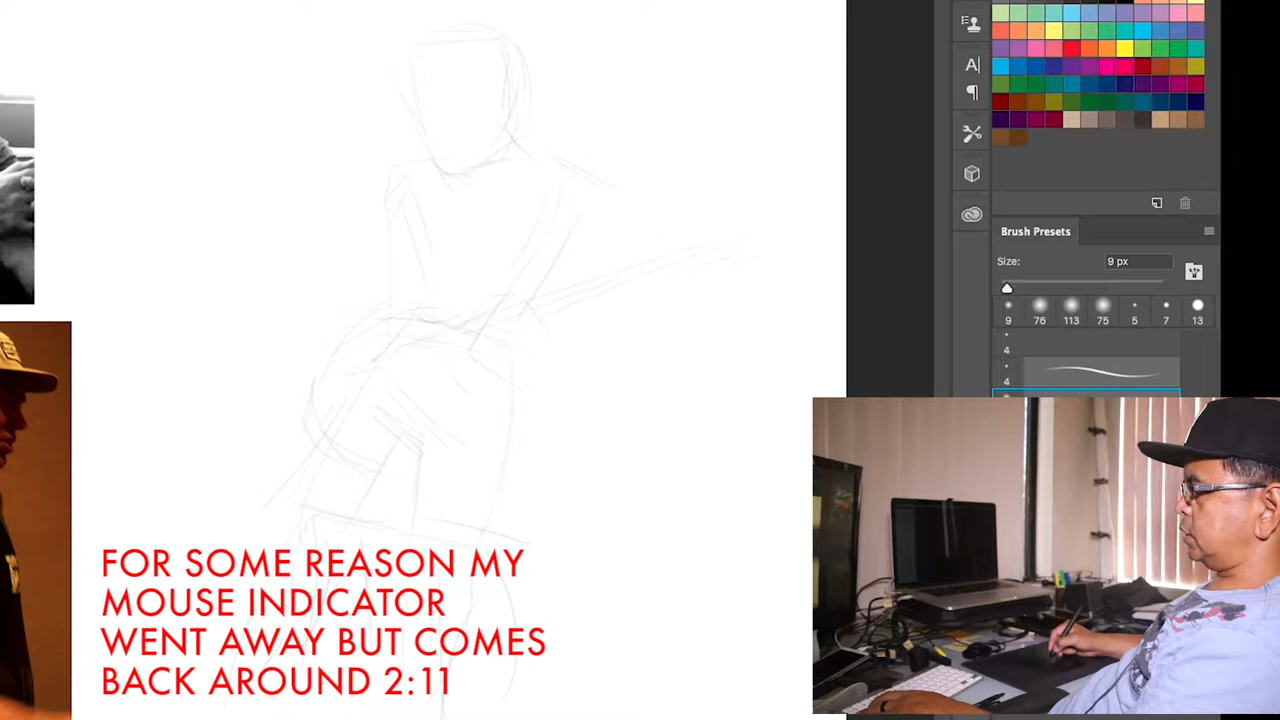 Brush Presets
Size: 9 px
9 76 113 75 5 7 13
4
4
FOR SOME REASON MY
MOUSE INDICATOR
WENT AWAY BUT COMES
BACK AROUND 2:11